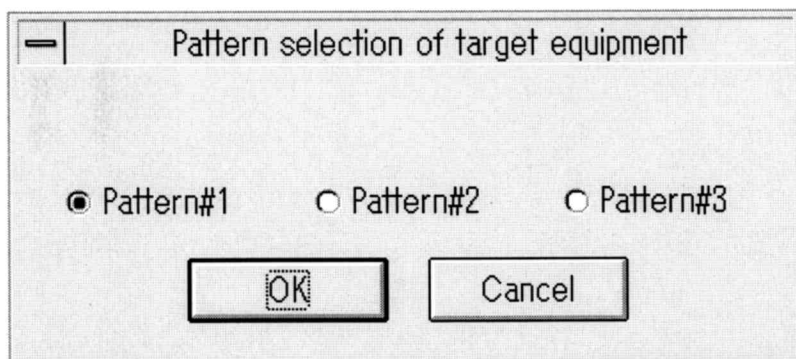 Pattern selection of target equipment
Pattern#1 Pattern#2 Pattern#3
OK Cancel